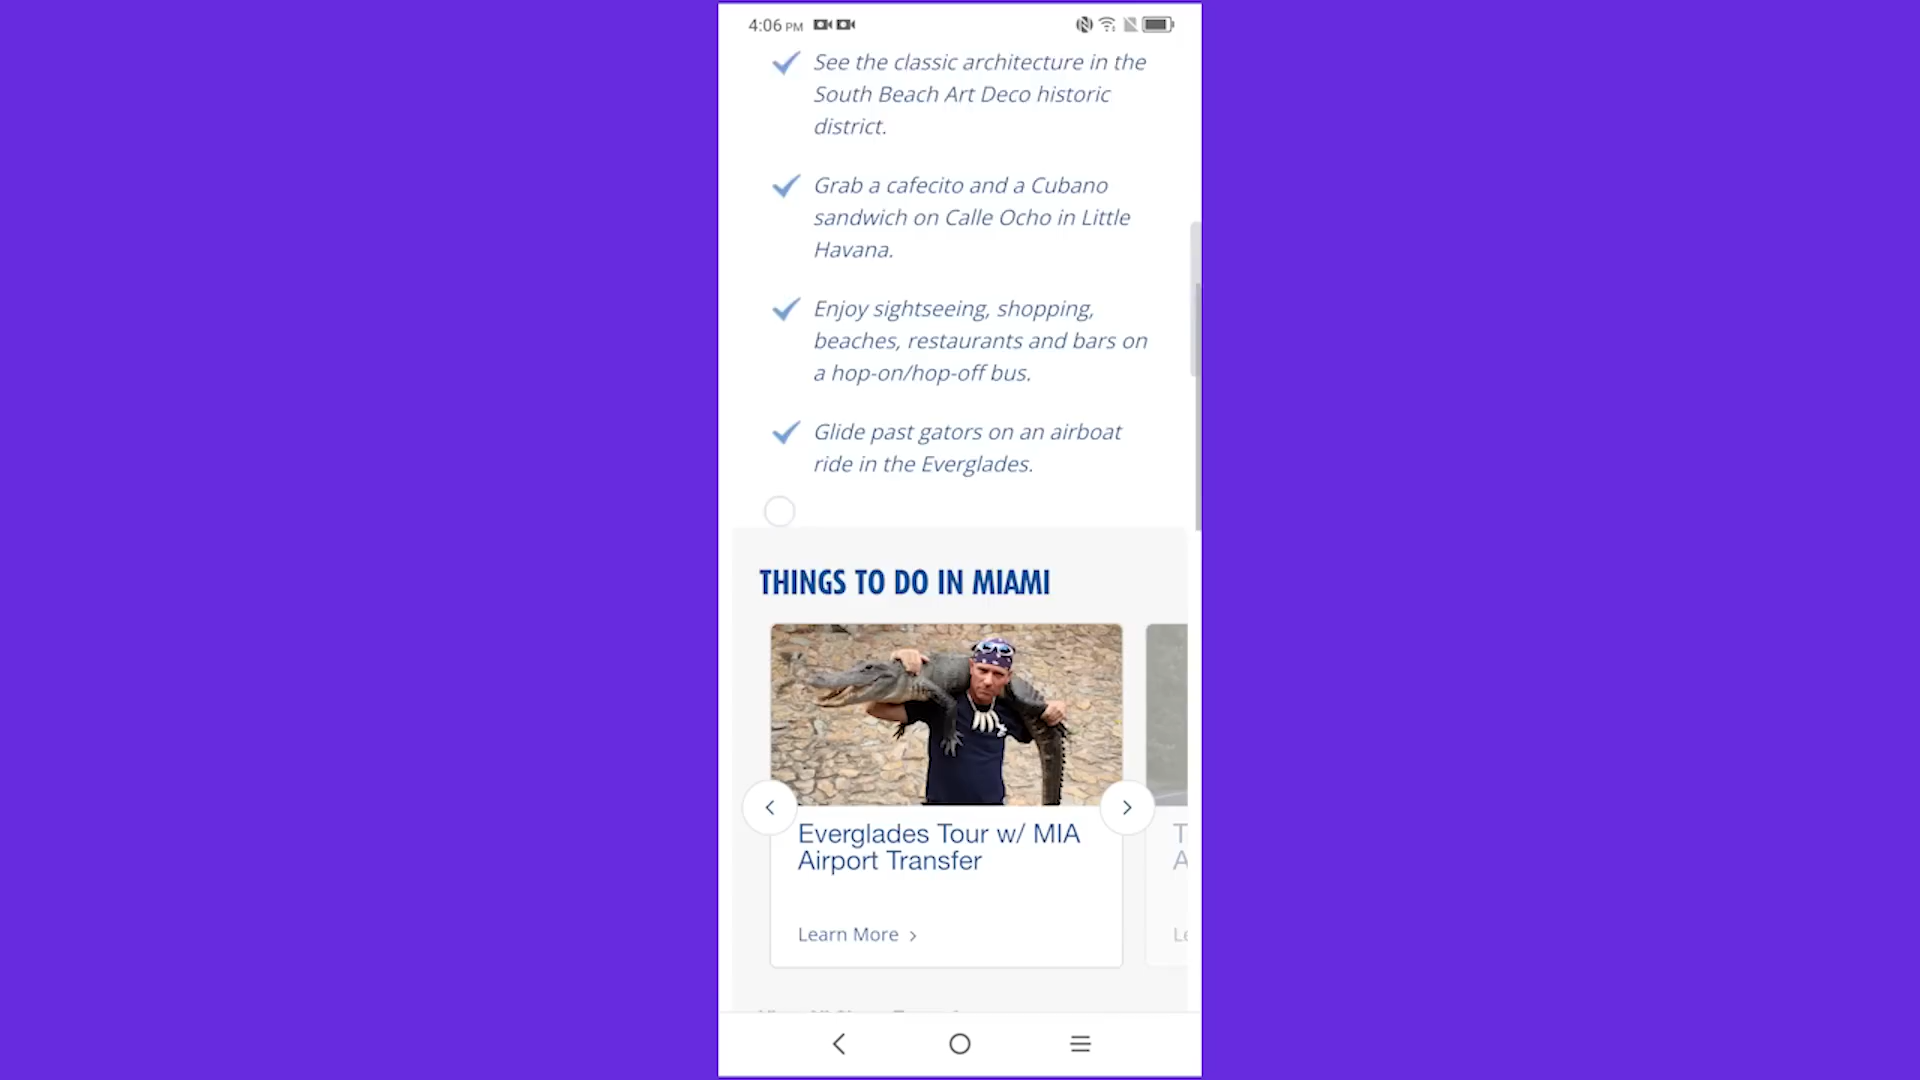 4:06 PM
See the classic architecture in the
South Beach Art Deco historic
district.
Grab a cafecito and a Cubano
sandwich on Calle Ocho in Little
Havana.
Enjoy sightseeing, shopping,
beaches, restaurants and bars on
a hop-on/hop-off bus.
Glide past gators on an airboat
ride in the Everglades.
THINGS TO DO IN MIAMI
Everglades Tour w/ MIA
Airport Transfer
Learn More